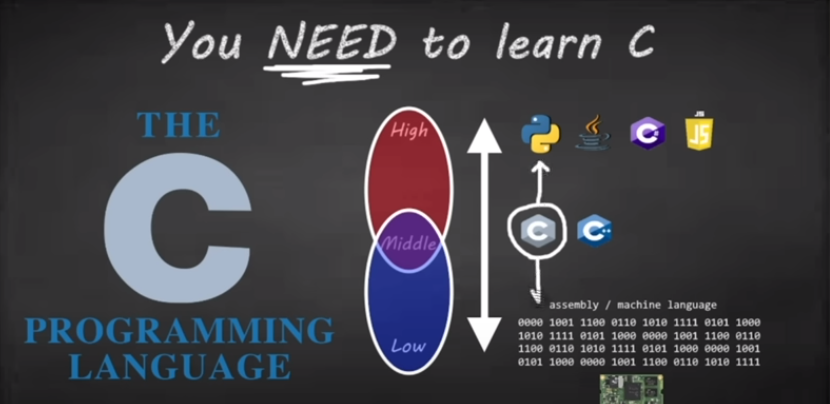 You NEED to learn C
THE
C
PROGRAMMING
LANGUAGE
High
Middle
Low
JS
JS
C
C
C++
assembly / machine language
0000 1001 1100 0110 1010 1111 0101 1000
1010 1111 0101 1000 0000 1001 1100 0110
1100 0110 1010 1111 0101 1000 0000 1001
0101 1000 0000 1001 1100 0110 1010 1111